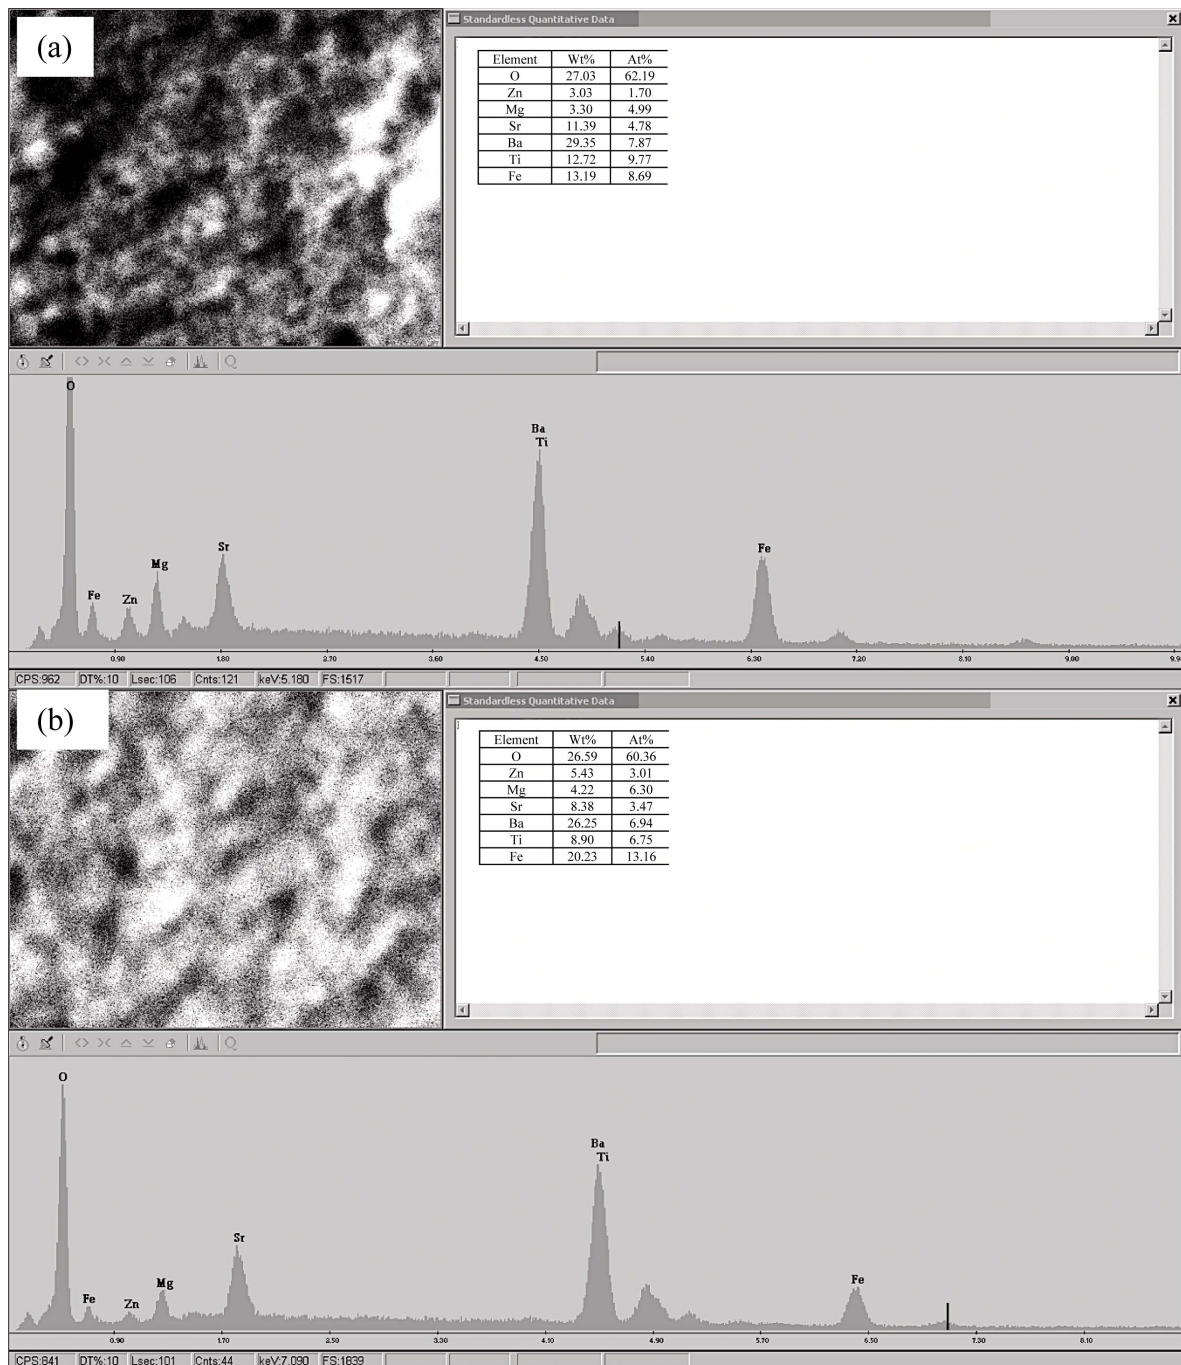 (a)
Standardless Quantitative Data
Element Wt% At%
O 27.03 62.19
Zn 3.03 1.70
Mg 3.30 4.99
Sr 11.39 4.78
Ba 29.35 7.87
Ti 12.72 9.77
Fe 13.19 8.69
O
Ba
Ti
Sr
Fe
Mg
Fe
Zn
0.90 1.80 2.70 3.60 4.50 5.40 6.30 7.20 8.10 9.00 9.9
CPS:962 DT%:10 Lsec:106 Cnts:121 keV:5.180 FS:1517
(b)
Standardless Quantitative Data
Element Wt% At%
O 26.59 60.36
Zn 5.43 3.01
Mg 4.22 6.30
Sr 8.38 3.47
Ba 26.25 6.94
Ti 8.90 6.75
Fe 20.23 13.16
O
Ba
Ti
Sr
Fe
Mg
Fe
Zn
0.90 1.70 2.50 3.30 4.10 4.90 5.70 6.50 7.30 8.10
CPS:841 DT%:10 Lsec:101 Cnts:44 keV:7.090 FS:1839